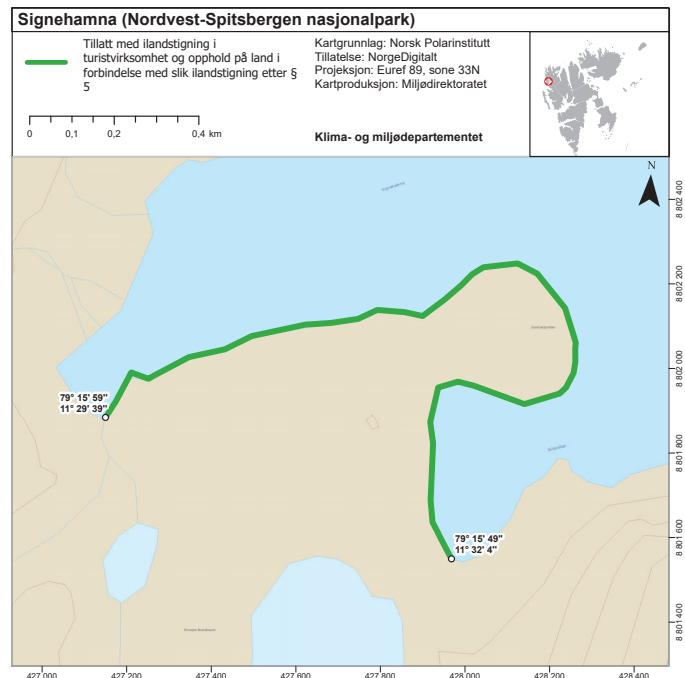 Signehamna (Nordvest-Spitsbergen nasjonalpark)
Tillatt med ilandstigning i
turistvirksomhet og opphold på land i
forbindelse med slik ilandstigning etter §
5
0 0,1 0,2 0,4 km
Kartgrunnlag: Norsk Polarinstitutt
Tillatelse: NorgeDigitalt
Projeksjon: Euref 89, sone 33N
Kartproduksjon: Miljødirektoratet
Klima- og miljødepartementet
N
Signehamna
8 802 400
8 802 200
8 802 000
8 801 800
8 801 600
8 801 400
79° 15' 59"
11° 29' 39"
79° 15' 49"
11° 32' 4"
427 000 427 200 427 400 427 600 427 800 428 000 428 200 428 400